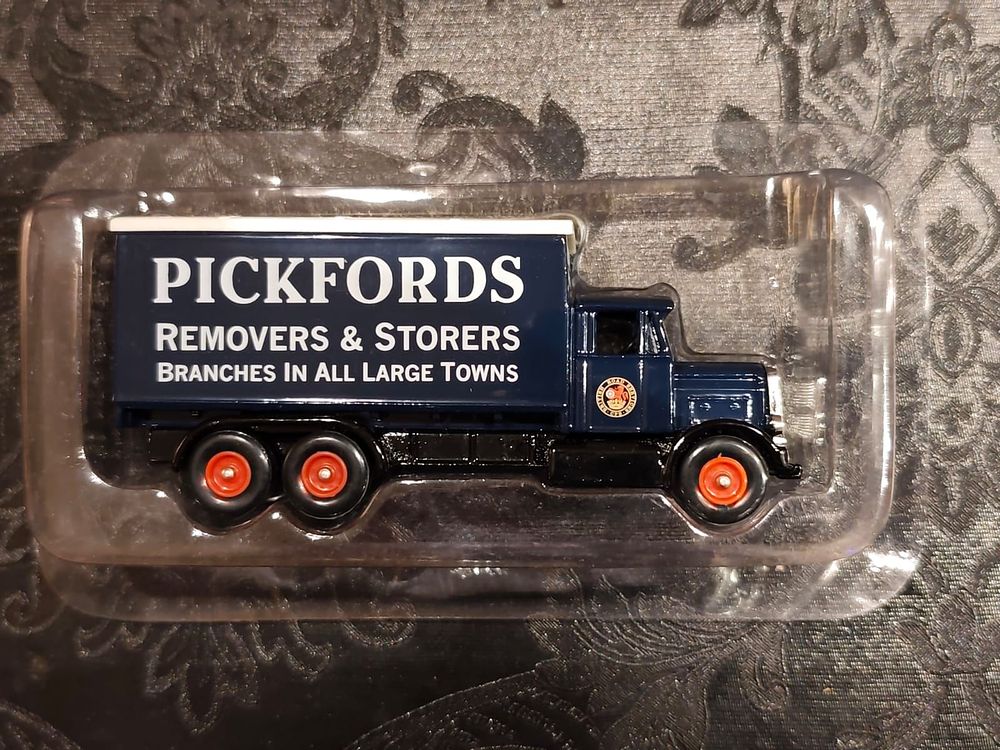 PICKFORDS
REMOVERS & STORERS
BRANCHES IN ALL LARGE TOWNS